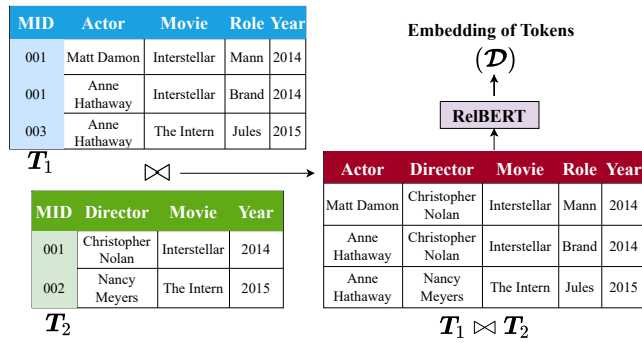 MID Actor Movie Role Year
001 Matt Damon Interstellar Mann 2014
001 Anne Hathaway Interstellar Brand 2014
003 Anne Hathaway The Intern Jules 2015
T1
⋈
MID Director Movie Year
001 Christopher Nolan Interstellar 2014
002 Nancy Meyers The Intern 2015
T2
Embedding of Tokens
(D)
RelBERT
Actor Director Movie Role Year
Matt Damon Christopher Nolan Interstellar Mann 2014
Anne Hathaway Christopher Nolan Interstellar Brand 2014
Anne Hathaway Nancy Meyers The Intern Jules 2015
T1 ⋈ T2